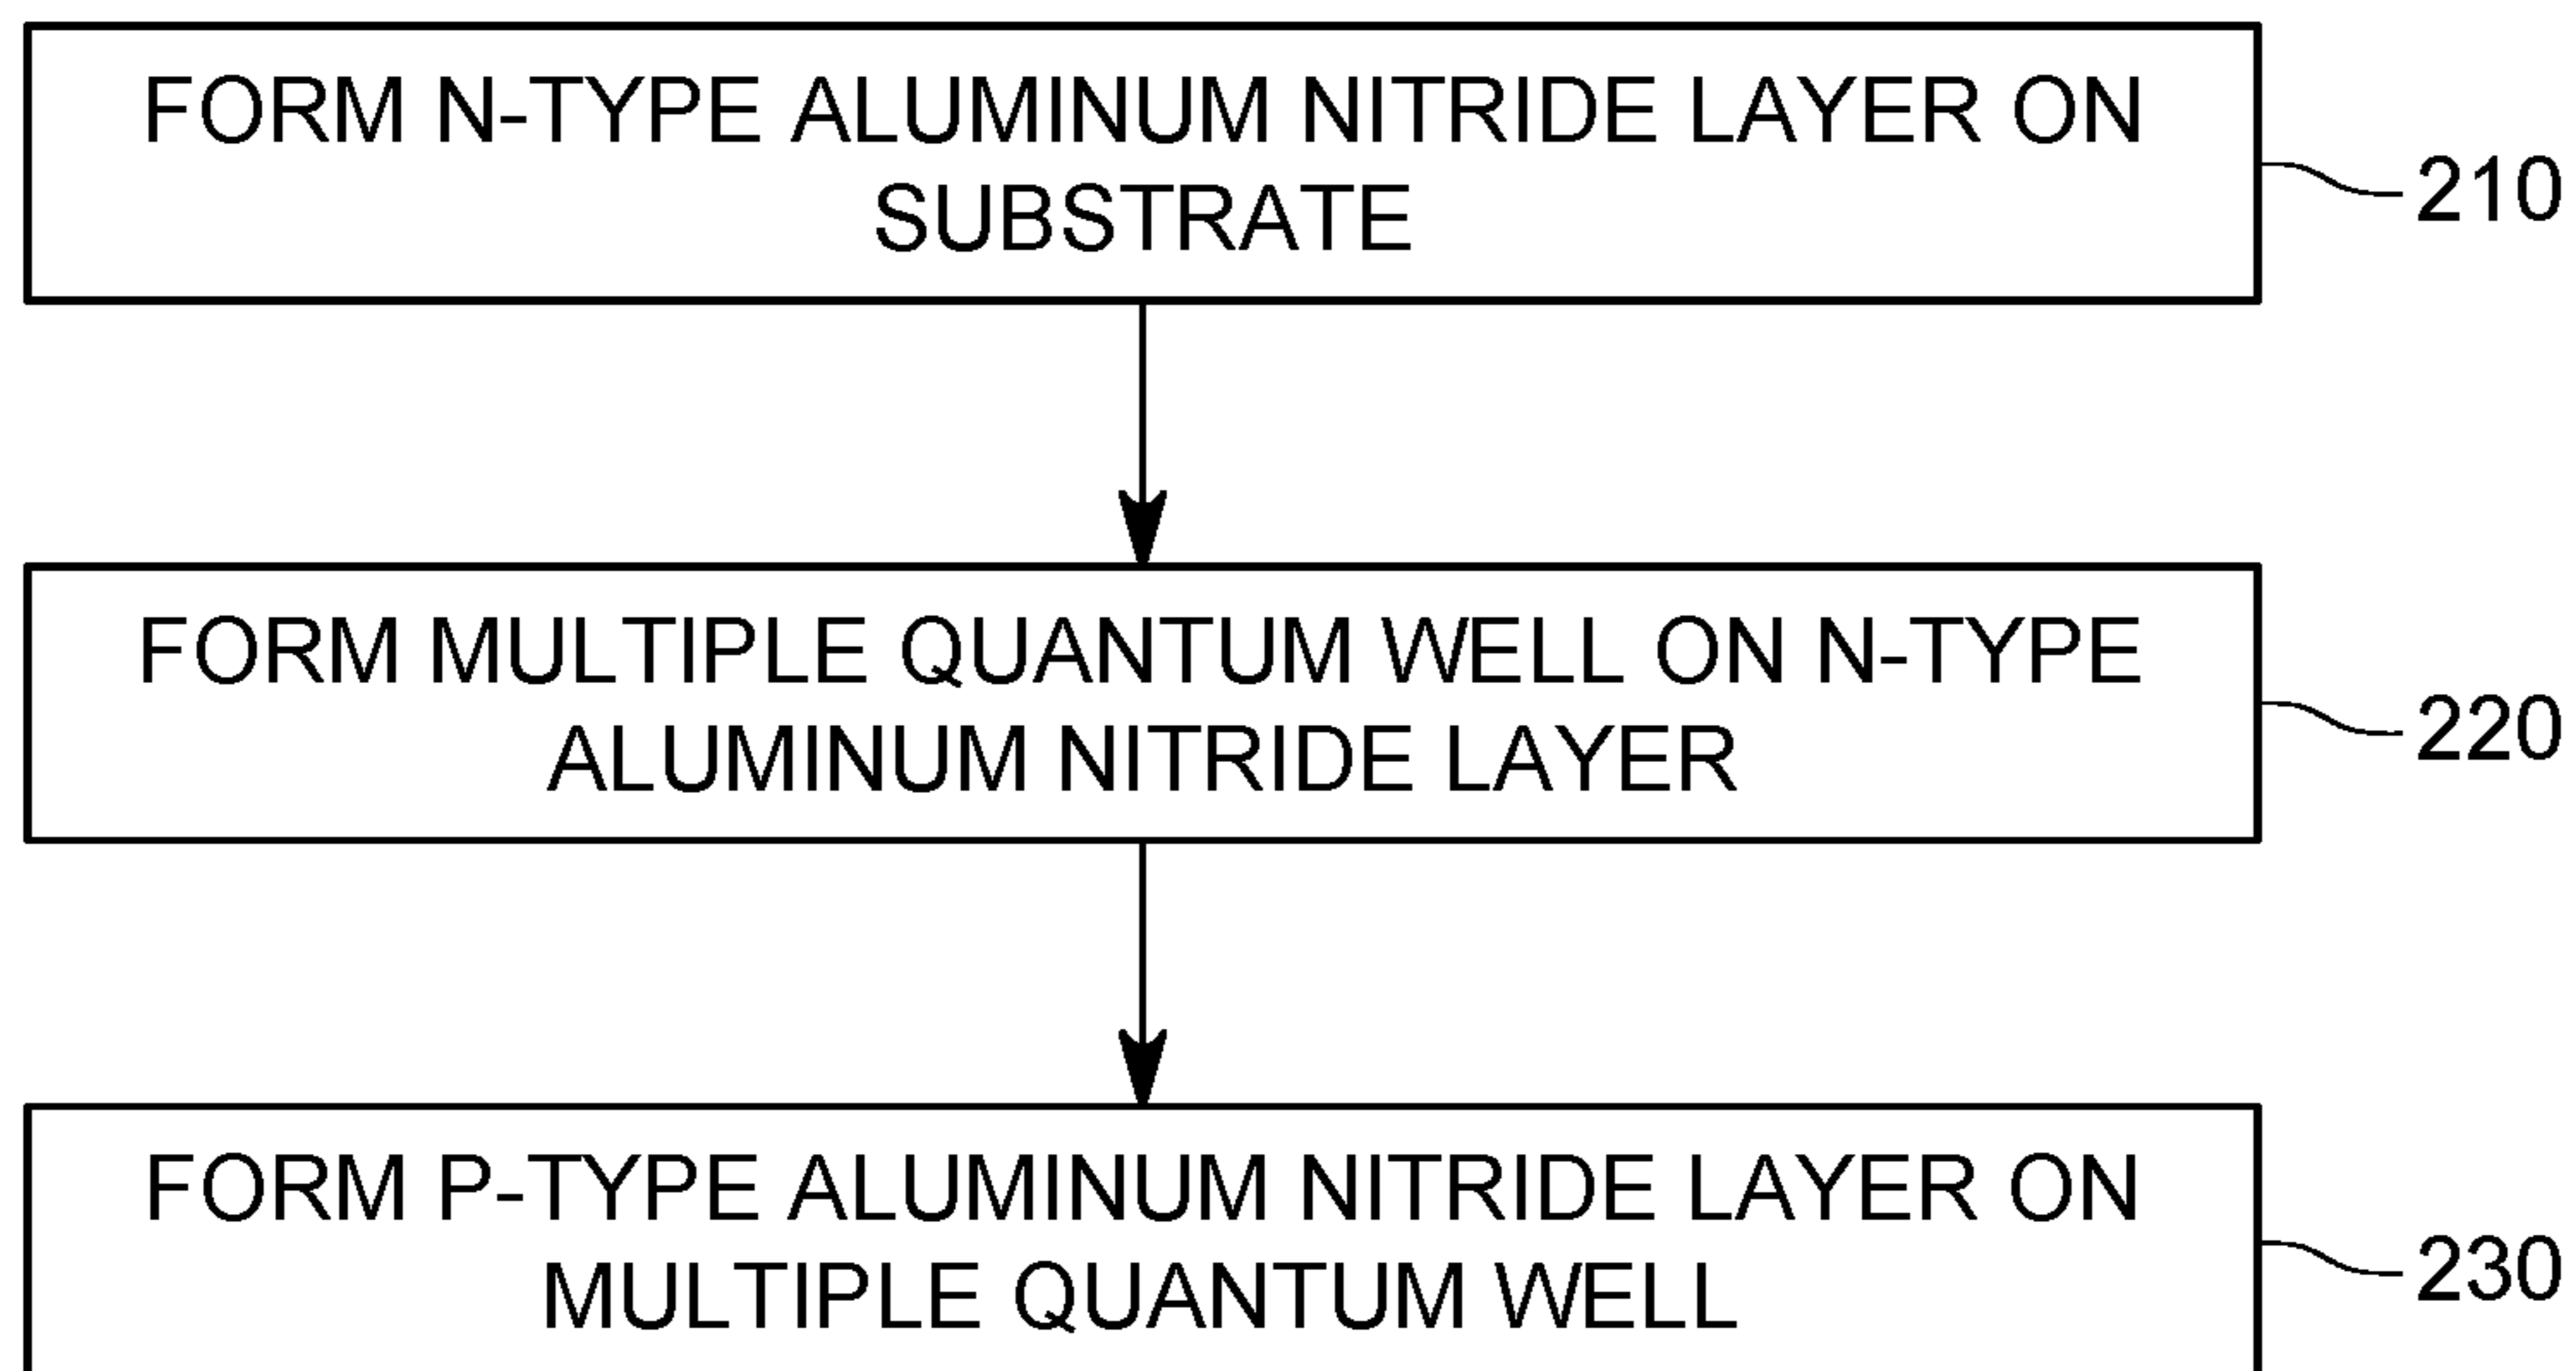 FORM N-TYPE ALUMINUM NITRIDE LAYER ON
SUBSTRATE
210
FORM MULTIPLE QUANTUM WELL ON N-TYPE
ALUMINUM NITRIDE LAYER
220
FORM P-TYPE ALUMINUM NITRIDE LAYER ON
MULTIPLE QUANTUM WELL
230